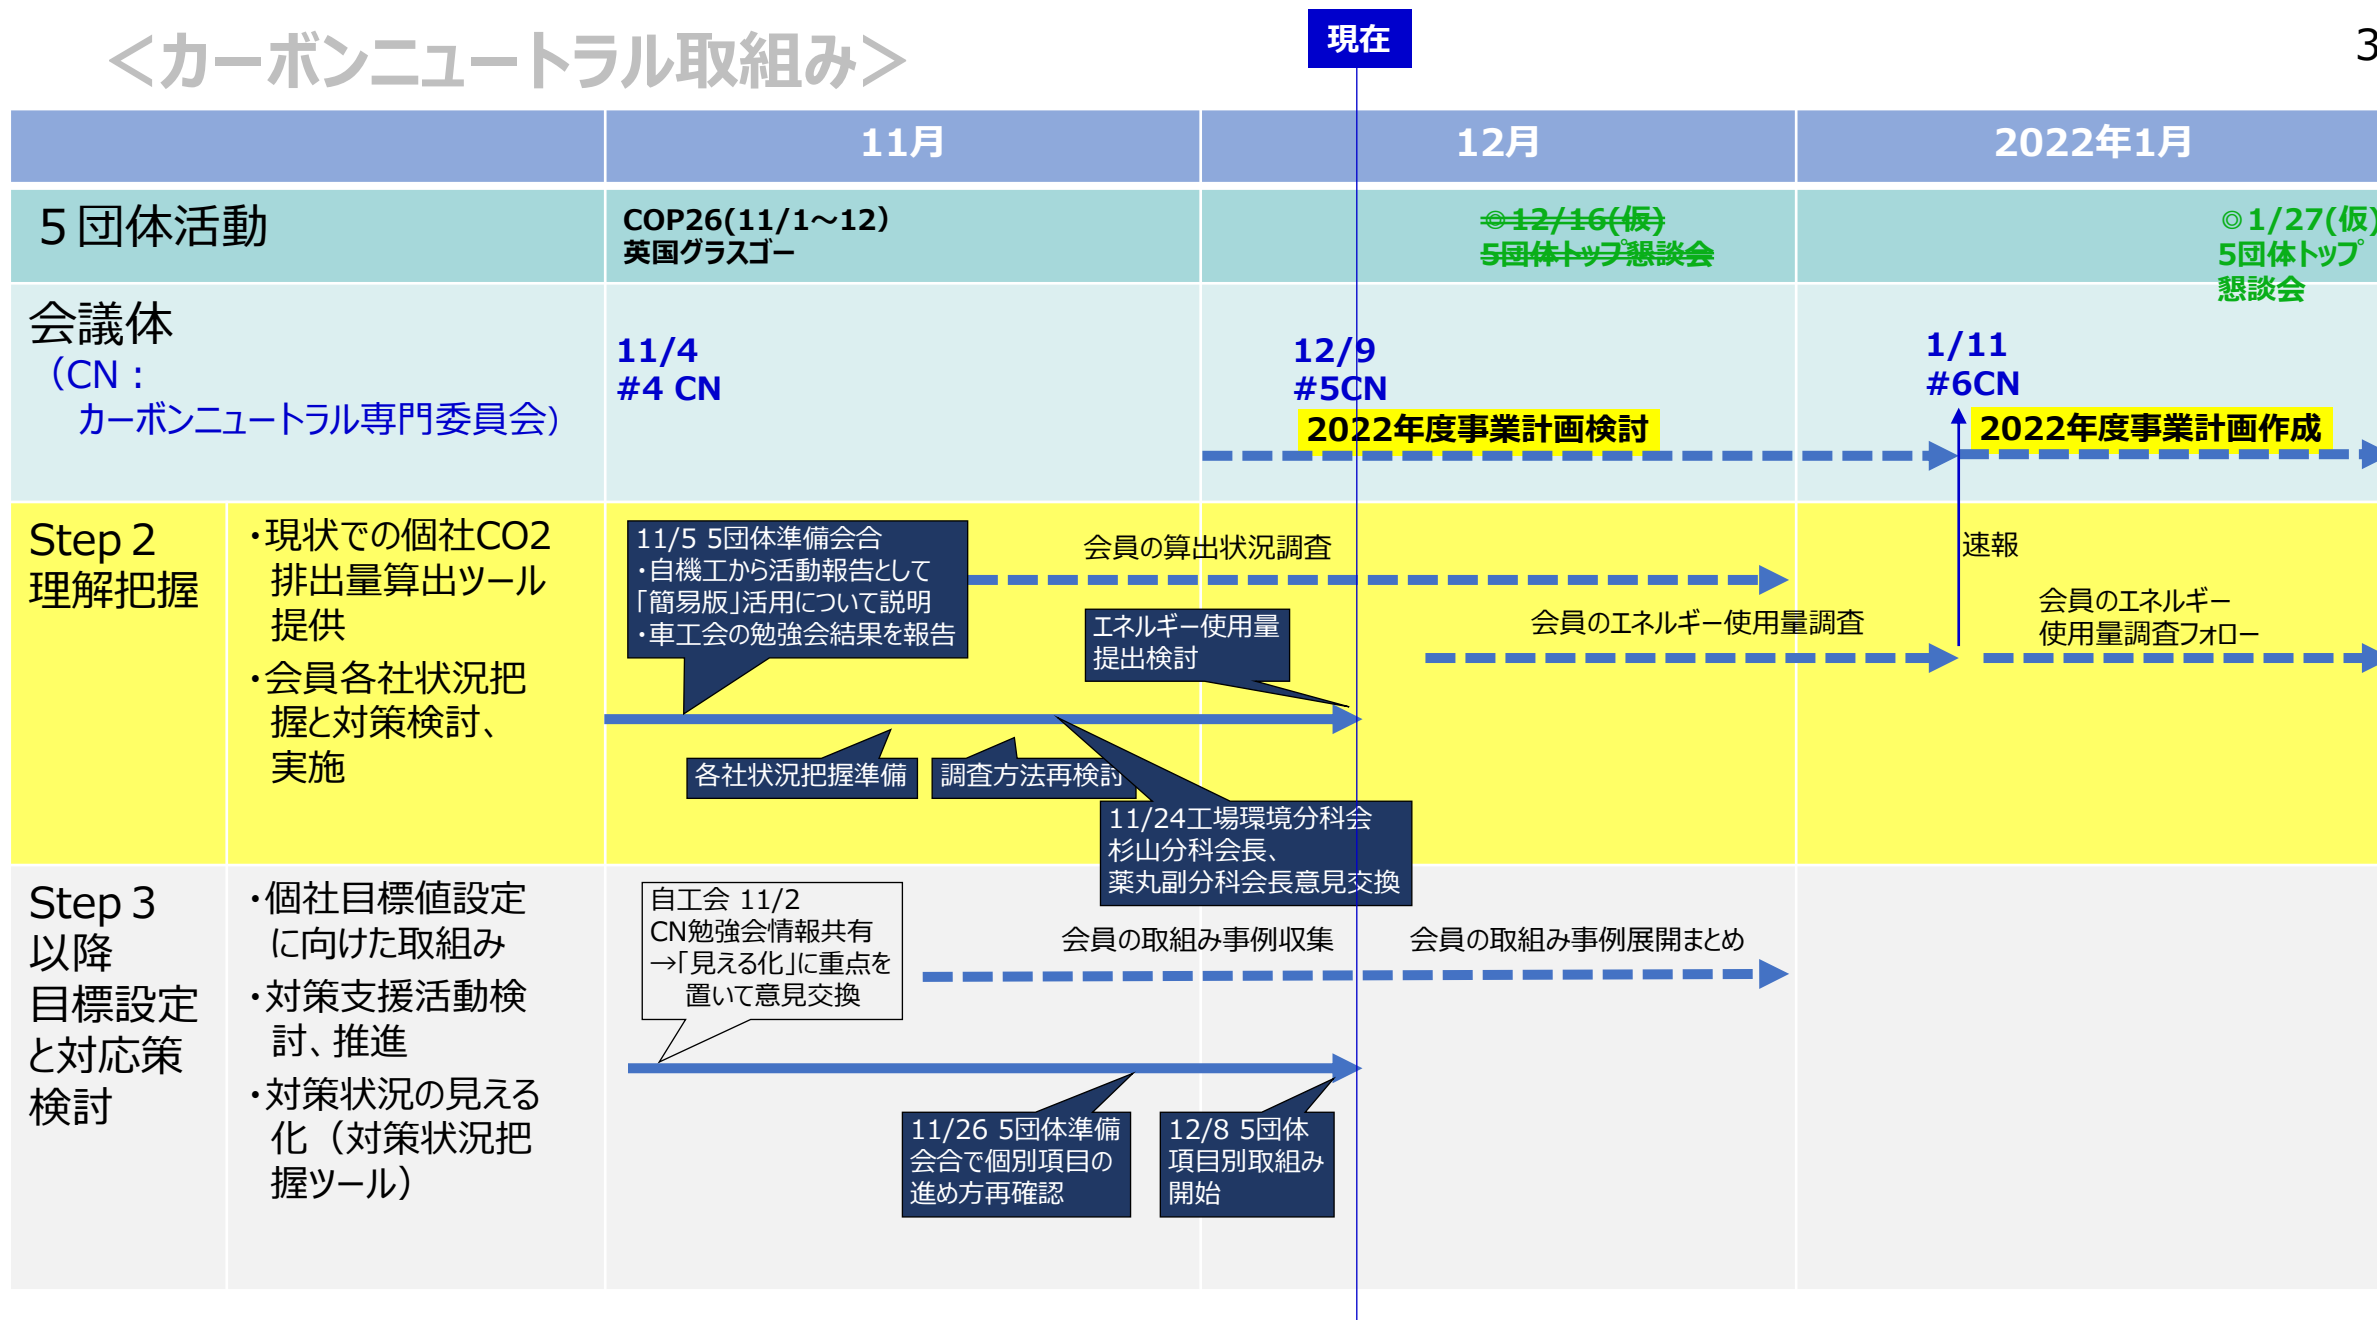 ＜カーボンニュートラル取組み＞
現在
3
11月
12月
2022年1月
５団体活動
COP26(11/1～12）
英国グラスゴー
◎12/16(仮)
5団体トップ懇談会
◎1/27(仮)
5団体トップ
懇談会
会議体
（CN：
カーボンニュートラル専門委員会）
11/4
#4 CN
12/9
#5CN
2022年度事業計画検討
1/11
#6CN
2022年度事業計画作成
Step２
理解把握
・現状での個社CO2
排出量算出ツール
提供
・会員各社状況把
握と対策検討、
実施
11/5 5団体準備会合
・自機工から活動報告として
「簡易版」活用について説明
・車工会の勉強会結果を報告
会員の算出状況調査
エネルギー使用量
提出検討
会員のエネルギー使用量調査
速報
会員のエネルギー
使用量調査フォロー
各社状況把握準備
調査方法再検討
11/24工場環境分科会
杉山分科会長、
薬丸副分科会長意見交換
Step３
以降
目標設定
と対応策
検討
・個社目標値設定
に向けた取組み
・対策支援活動検
討、推進
・対策状況の見える
化（対策状況把
握ツール）
自工会 11/2
CN勉強会情報共有
→「見える化」に重点を
置いて意見交換
会員の取組み事例収集
会員の取組み事例展開まとめ
11/26 5団体準備
会合で個別項目の
進め方再確認
12/8 5団体
項目別取組み
開始